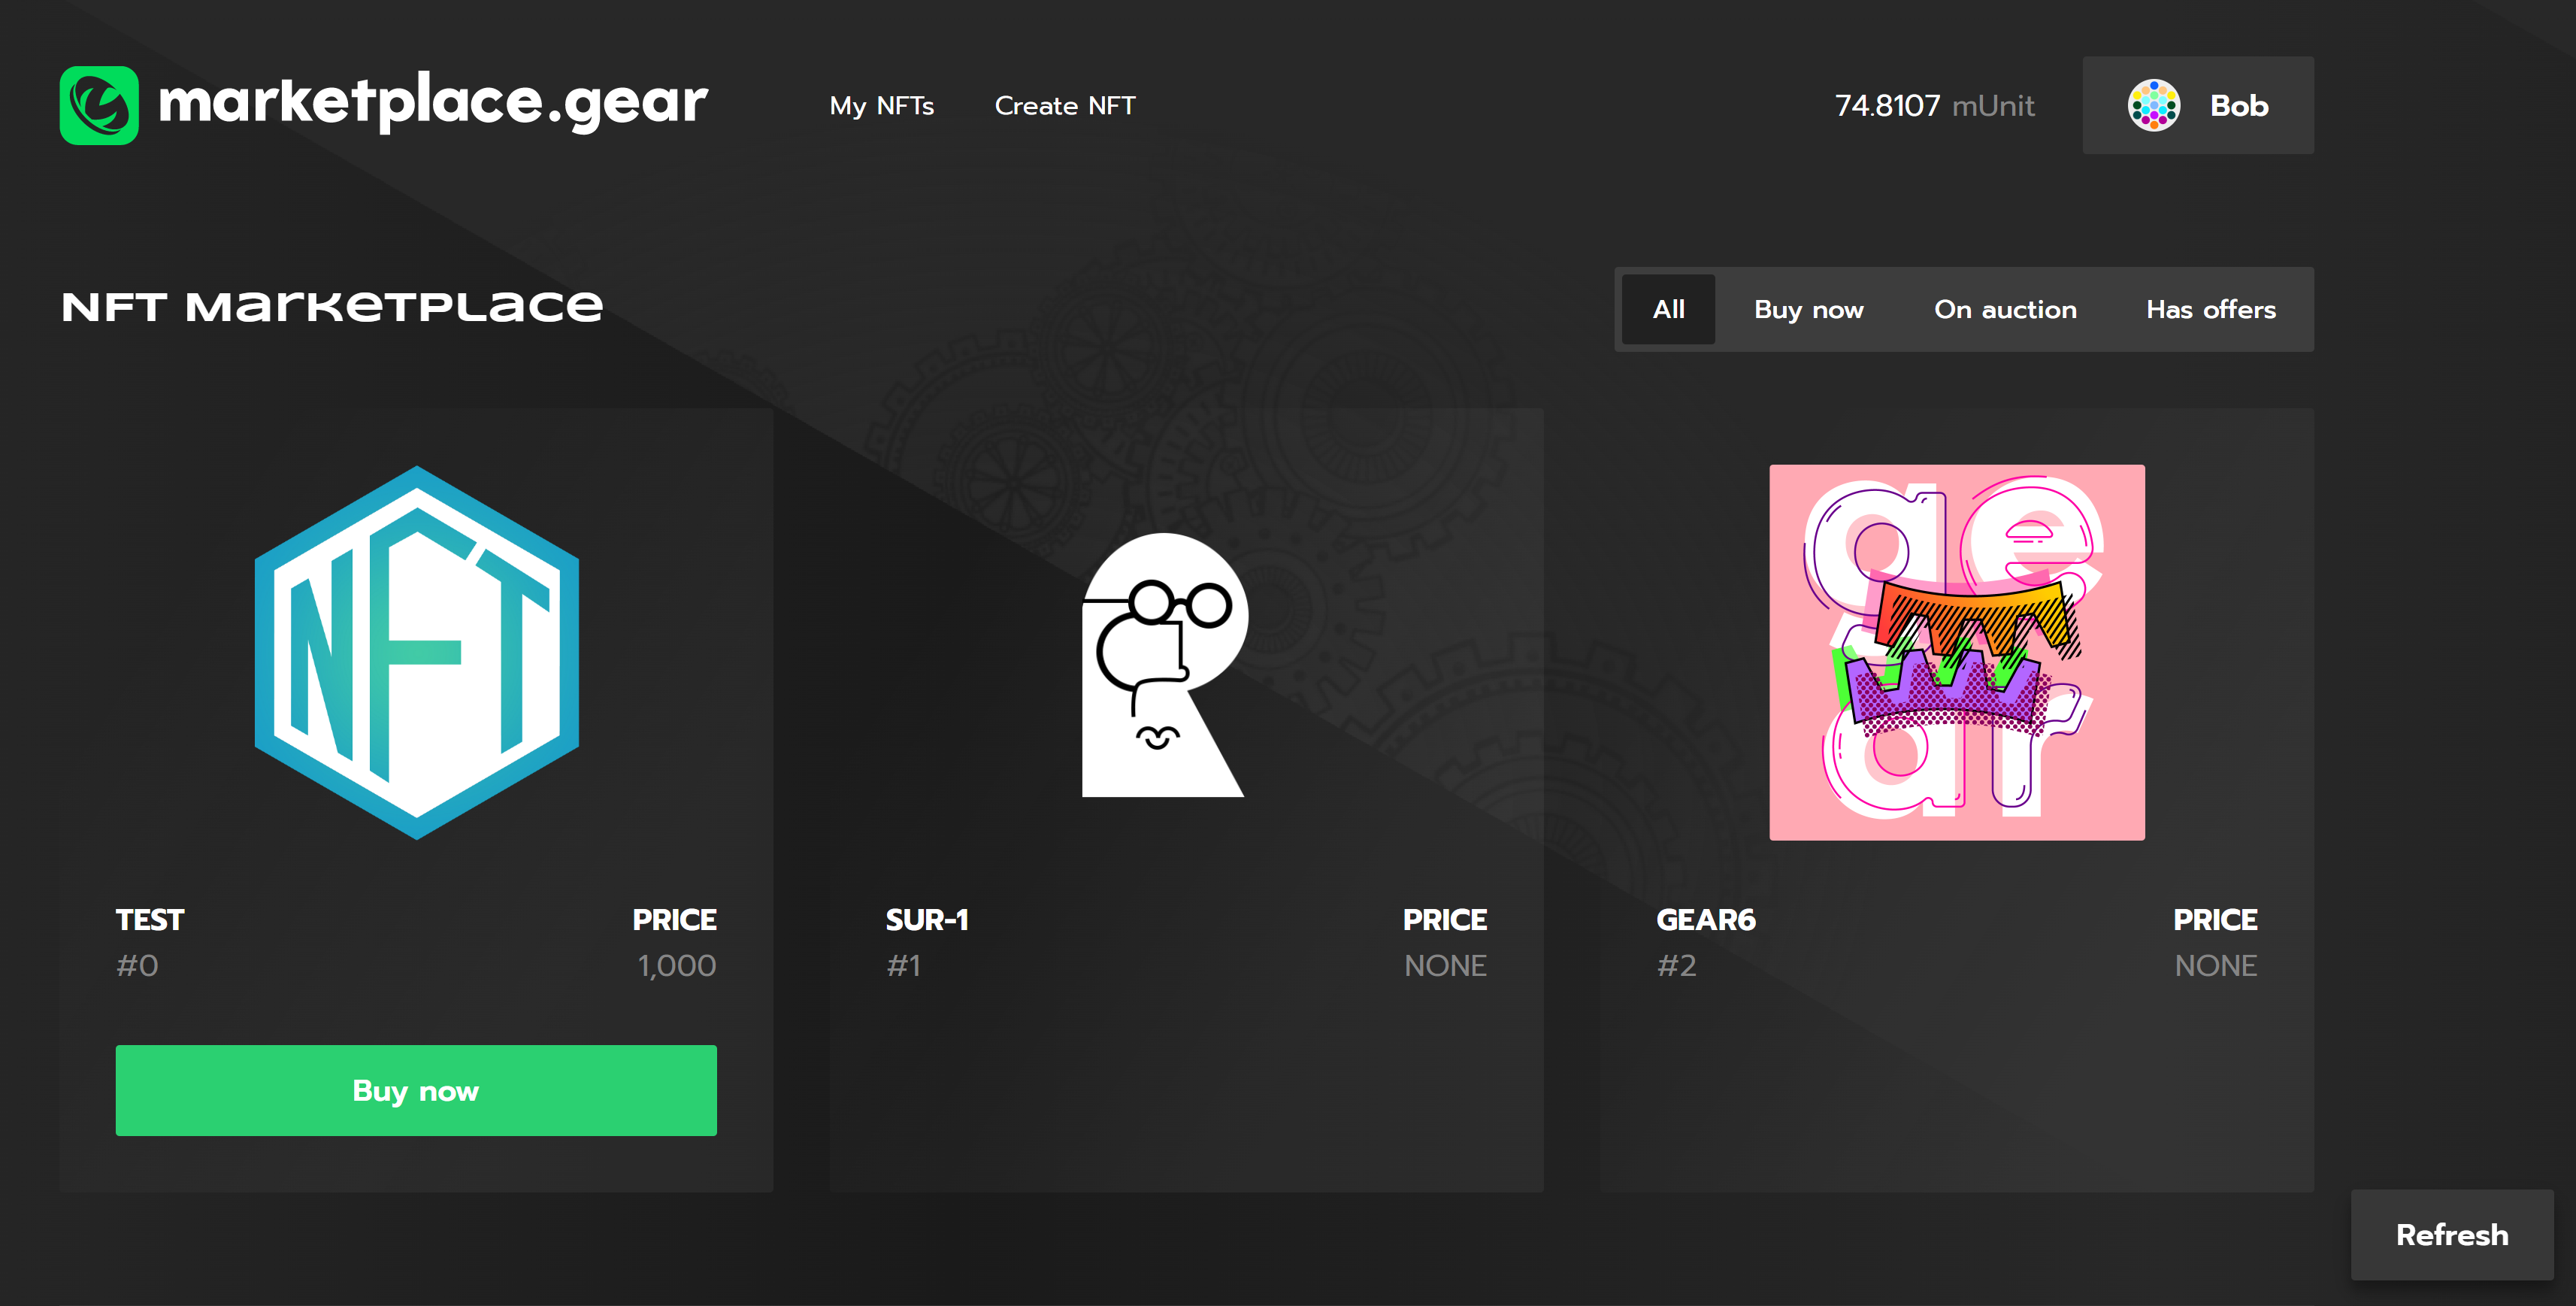 marketplace.gear
My NFTs Create NFT
74.8107 mUnit
Bob
NFT Marketplace
All Buy now On auction Has offers
NFT
gear
TEST PRICE
#0 1,000
Buy now
SUR-1 PRICE
#1 NONE
GEAR6 PRICE
#2 NONE
Refresh